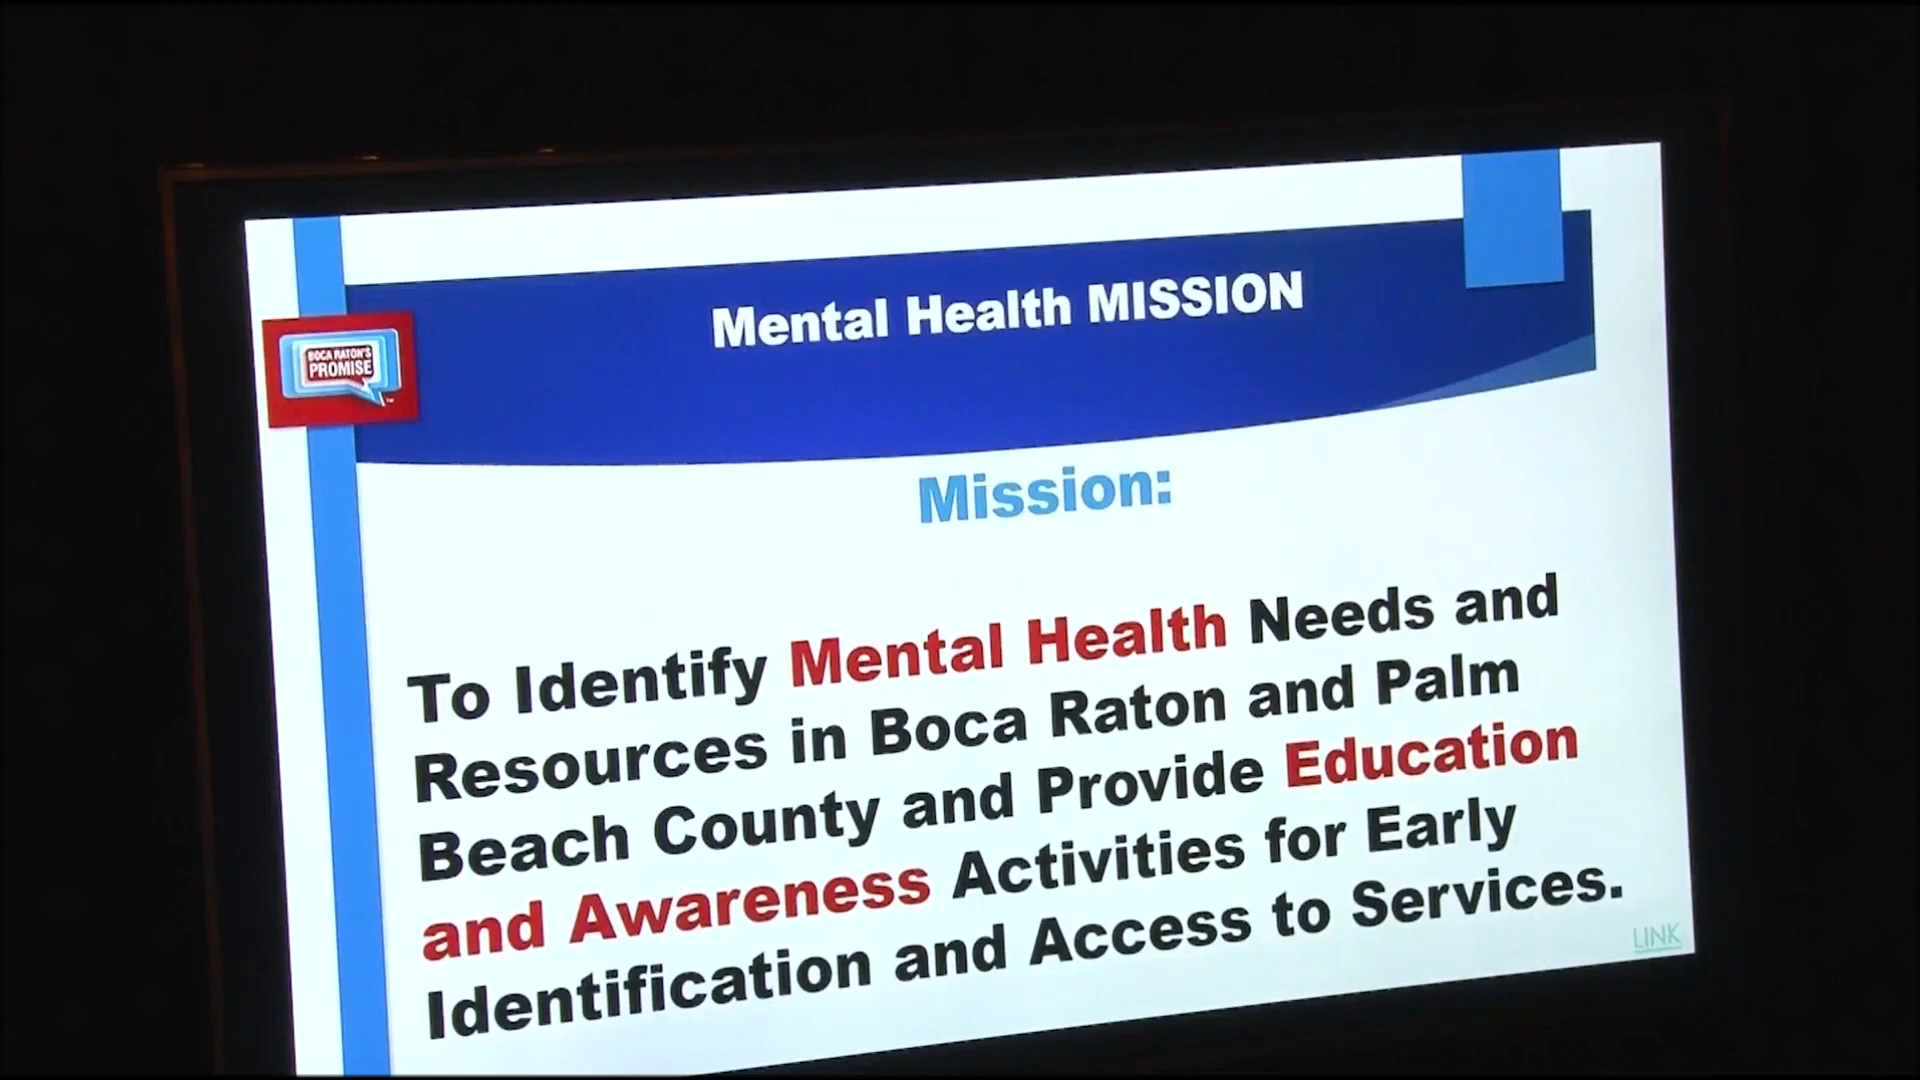 Mental Health MISSION
BOCA RATON'S
PROMISE
™
Mission:
To Identify Mental Health Needs and
Resources in Boca Raton and Palm
Beach County and Provide Education
and Awareness Activities for Early
Identification and Access to Services.
LINK